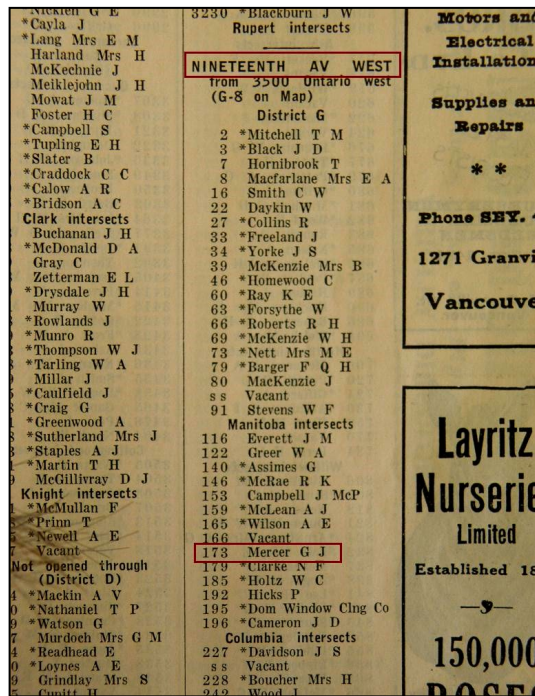 Nicklen G E
*Cayla J
*Lang Mrs E M
Harland Mrs H
McKechnie J
Meiklejohn J H
Mowat J M
Foster H C
*Campbell S
*Tupling E H
*Slater B
*Craddock C C
*Calow A R
*Bridson A C
Clark intersects
Buchanan J H
*McDonald D A
Gray C
Zetterman E L
*Drysdale J H
Murray W
*Rowlands J
*Munro R
*Thompson W J
*Tarling W A
Millar J
*Caulfield J
*Craig G
*Greenwood A
*Sutherland Mrs J
*Staples A J
*Martin T H
McGillivray D J
Knight intersects
*McMullan F
*Prinn T
*Newell A E
Vacant
Not opened through
(District D)
*Mackin A V
*Nathaniel T P
*Watson G
Murdoch Mrs G M
*Readhead E
*Loynes A E
Grindlay Mrs S
Cunitt H
3230 *Blackburn J W
Rupert intersects
NINETEENTH AV WEST
from 3500 Ontario west
(G-8 on Map)
District G
2 *Mitchell T M
3 *Black J D
7 Hornibrook T
8 Macfarlane Mrs E A
16 Smith C W
22 Daykin W
27 *Collins R
33 *Freeland J
34 *Yorke J S
39 McKenzie Mrs B
46 *Homewood C
60 *Ray K E
63 *Forsythe W
66 *Roberts R H
69 *McKenzie W H
73 *Nett Mrs M E
79 *Barger F Q H
80 MacKenzie J
s s Vacant
91 Stevens W F
Manitoba intersects
116 Everett J M
122 Greer W A
140 *Assimes G
146 *McRae R K
153 Campbell J McP
159 *McLean A J
165 *Wilson A E
166 Vacant
173 Mercer G J
179 *Clarke N F
185 *Holtz W C
192 Hicks P
195 *Dom Window Clng Co
196 *Cameron J D
Columbia intersects
227 *Davidson J S
s s Vacant
228 *Boucher Mrs H
242 Wood J
Motors and
Electrical
Installation
Supplies an
Repairs
* *
Phone SEY. 
1271 Granvi
Vancouve
Layritz
Nurserie
Limited
Established 18
150,000
ROSES